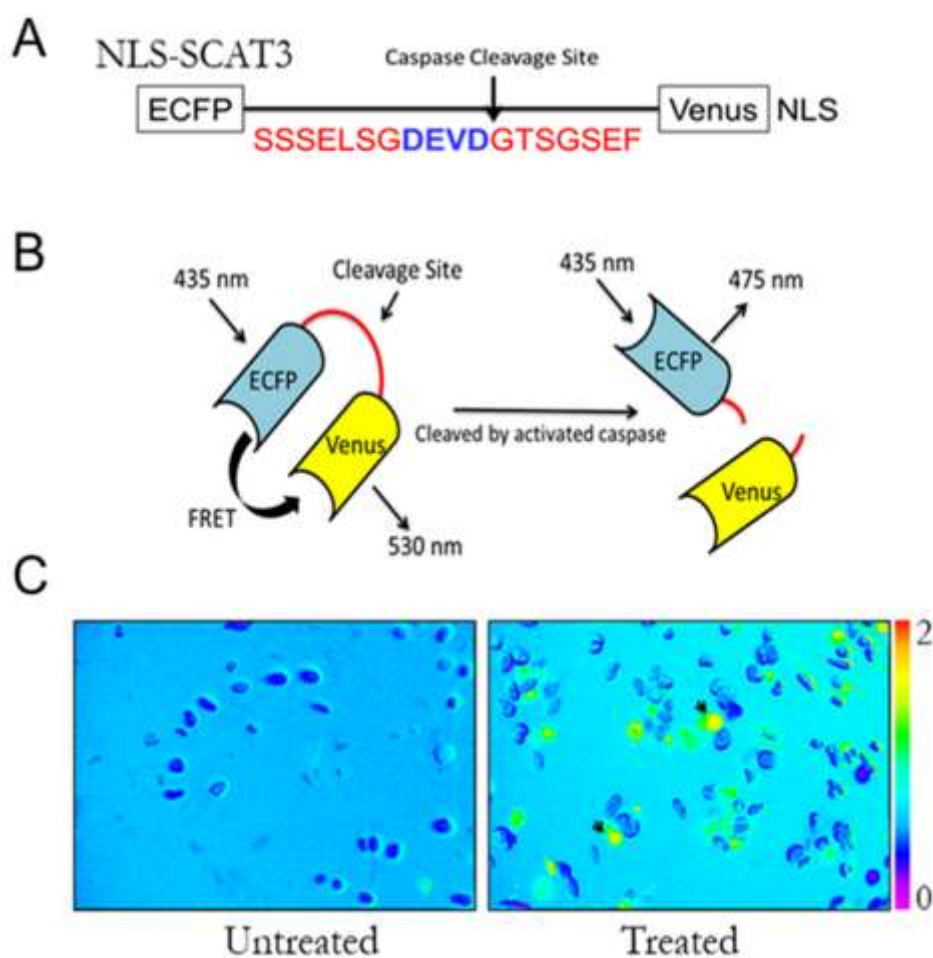 A
NLS-SCAT3
Caspase Cleavage Site
ECFP
Venus NLS
SSSELSGDEVDGTSGSEF
B
435 nm
Cleavage Site
435 nm
475 nm
ECFP
ECFP
Venus
Cleaved by activated caspase
Venus
FRET
530 nm
C
2
0
Untreated
Treated